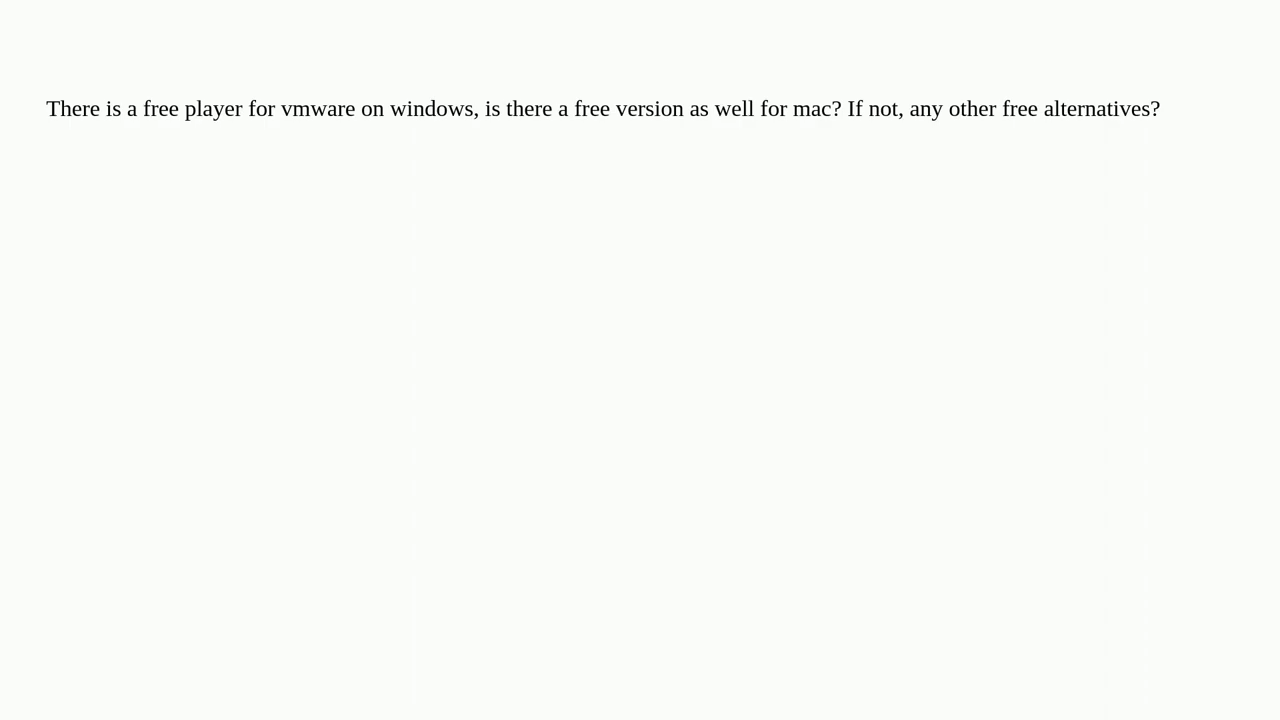 There is a free player for vmware on windows, is there a free version as well for mac? If not, any other free alternatives?